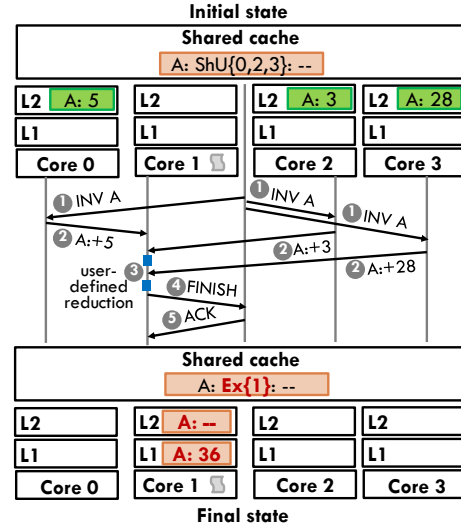 Initial state
Shared cache
A: ShU{0,2,3}: --
L2 A: 5
L1
Core 0
L2
L1
Core 1
L2 A: 3
L1
Core 2
L2 A: 28
L1
Core 3
1 INV A
1 INV A
1 INV A
2 A:+5
2 A:+3
2 A:+28
3
user-
defined
reduction
4 FINISH
5 ACK
Shared cache
A: Ex{1}: --
L2
L1
Core 0
L2 A: --
L1 A: 36
Core 1
L2
L1
Core 2
L2
L1
Core 3
Final state